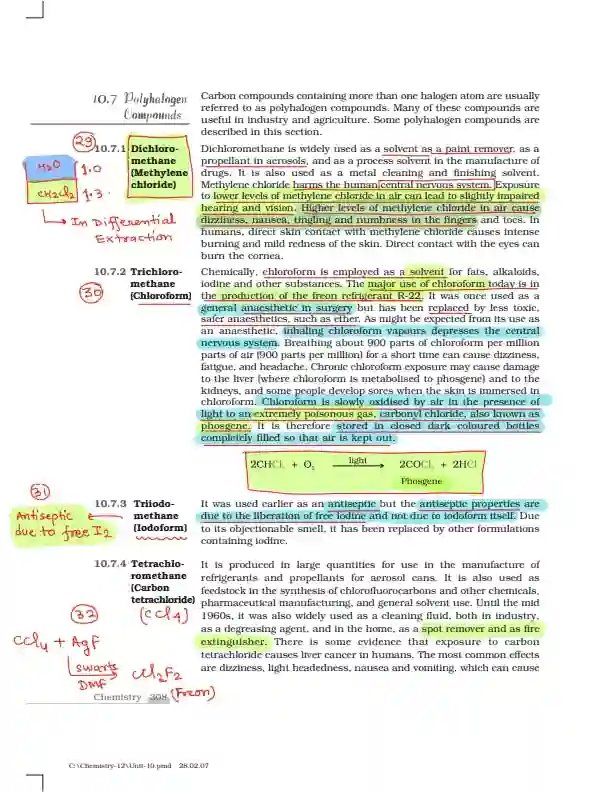 10.7 Polyhalogen
Compounds
Carbon compounds containing more than one halogen atom are usually
referred to as polyhalogen compounds. Many of these compounds are
useful in industry and agriculture. Some polyhalogen compounds are
described in this section.
29
10.7.1 Dichloro-
methane
(Methylene
chloride)
H2O 1.0
CH2Cl2 1.3
In Differential
Extraction
Dichloromethane is widely used as a solvent as a paint remover, as a
propellant in aerosols, and as a process solvent in the manufacture of
drugs. It is also used as a metal cleaning and finishing solvent.
Methylene chloride harms the human central nervous system. Exposure
to lower levels of methylene chloride in air can lead to slightly impaired
hearing and vision. Higher levels of methylene chloride in air cause
dizziness, nausea, tingling and numbness in the fingers and toes. In
humans, direct skin contact with methylene chloride causes intense
burning and mild redness of the skin. Direct contact with the eyes can
burn the cornea.
10.7.2 Trichloro-
methane
(Chloroform)
30
Chemically, chloroform is employed as a solvent for fats, alkaloids,
iodine and other substances. The major use of chloroform today is in
the production of the freon refrigerant R-22. It was once used as a
general anaesthetic in surgery but has been replaced by less toxic,
safer anaesthetics, such as ether. As might be expected from its use as
an anaesthetic, inhaling chloroform vapours depresses the central
nervous system. Breathing about 900 parts of chloroform per million
parts of air (900 parts per million) for a short time can cause dizziness,
fatigue, and headache. Chronic chloroform exposure may cause damage
to the liver (where chloroform is metabolised to phosgene) and to the
kidneys, and some people develop sores when the skin is immersed in
chloroform. Chloroform is slowly oxidised by air in the presence of
light to an extremely poisonous gas, carbonyl chloride, also known as
phosgene. It is therefore stored in closed dark coloured bottles
completely filled so that air is kept out.
light
2CHCl3 + O2 → 2COCl2 + 2HCl
Phosgene
31
10.7.3 Triiodo-
methane
(Iodoform)
Antiseptic
due to free I2
It was used earlier as an antiseptic but the antiseptic properties are
due to the liberation of free iodine and not due to iodoform itself. Due
to its objectionable smell, it has been replaced by other formulations
containing iodine.
10.7.4 Tetrachlo-
romethane
(Carbon
tetrachloride)
32
(CCl4)
CCl4 + AgF
swarts
DMF
CCl2F2
(Freon)
It is produced in large quantities for use in the manufacture of
refrigerants and propellants for aerosol cans. It is also used as
feedstock in the synthesis of chlorofluorocarbons and other chemicals,
pharmaceutical manufacturing, and general solvent use. Until the mid
1960s, it was also widely used as a cleaning fluid, both in industry,
as a degreasing agent, and in the home, as a spot remover and as fire
extinguisher. There is some evidence that exposure to carbon
tetrachloride causes liver cancer in humans. The most common effects
are dizziness, light headedness, nausea and vomiting, which can cause
Chemistry 308
C:\Chemistry-12\Unit-10.pmd 28.02.07